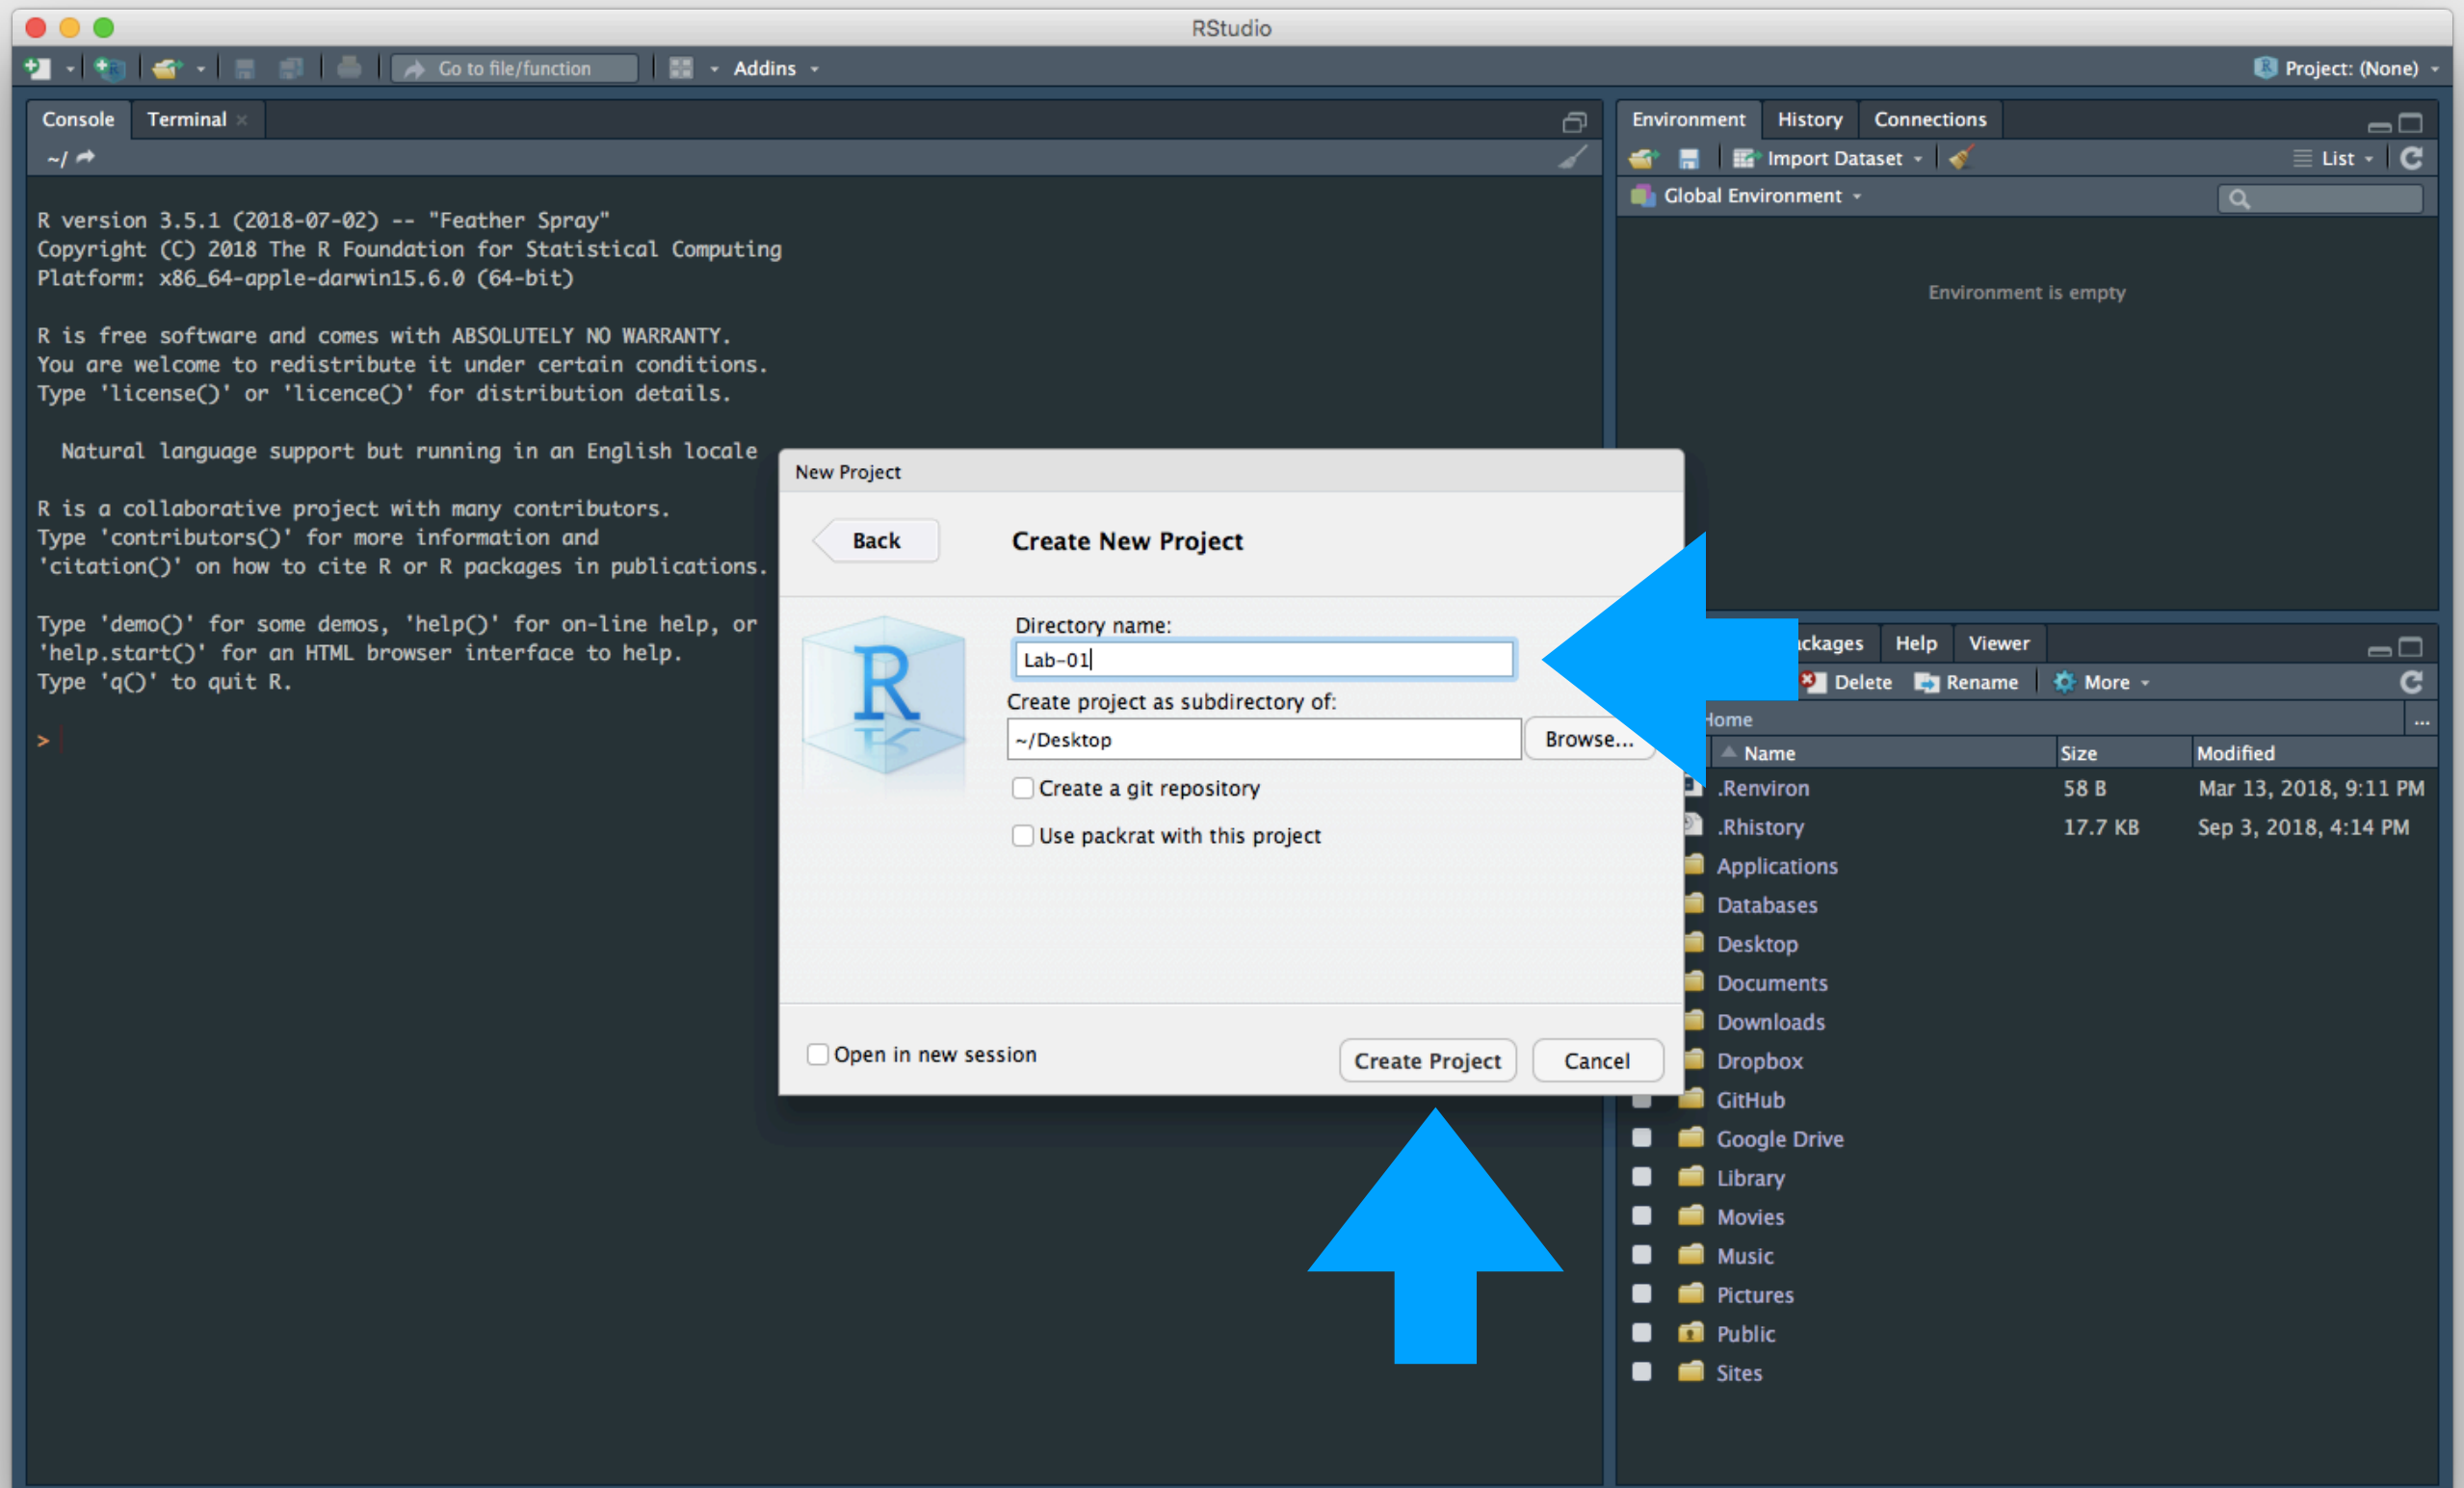 RStudio
Go to file/function
Addins
Project: (None)
Console
Terminal
~/
R version 3.5.1 (2018-07-02) -- "Feather Spray"
Copyright (C) 2018 The R Foundation for Statistical Computing
Platform: x86_64-apple-darwin15.6.0 (64-bit)
R is free software and comes with ABSOLUTELY NO WARRANTY.
You are welcome to redistribute it under certain conditions.
Type 'license()' or 'licence()' for distribution details.
Natural language support but running in an English locale
R is a collaborative project with many contributors.
Type 'contributors()' for more information and
'citation()' on how to cite R or R packages in publications.
Type 'demo()' for some demos, 'help()' for on-line help, or
'help.start()' for an HTML browser interface to help.
Type 'q()' to quit R.
>
Environment History Connections
Import Dataset
List
Global Environment
Environment is empty
New Project
Back
Create New Project
R
Directory name:
Lab-01
Create project as subdirectory of:
~/Desktop
Browse...
Create a git repository
Use packrat with this project
Open in new session
Create Project
Cancel
ckages Help Viewer
Delete Rename More
Home
...
Name Size Modified
.Renviron 58 B Mar 13, 2018, 9:11 PM
.Rhistory 17.7 KB Sep 3, 2018, 4:14 PM
Applications
Databases
Desktop
Documents
Downloads
Dropbox
GitHub
Google Drive
Library
Movies
Music
Pictures
Public
Sites